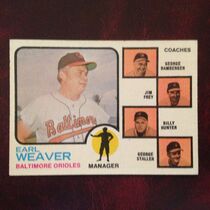 COACHES
GEORGE
BAMBERGER
JIM
FREY
BILLY
HUNTER
GEORGE
STALLER
Baltimore
EARL
WEAVER
BALTIMORE ORIOLES
MANAGER